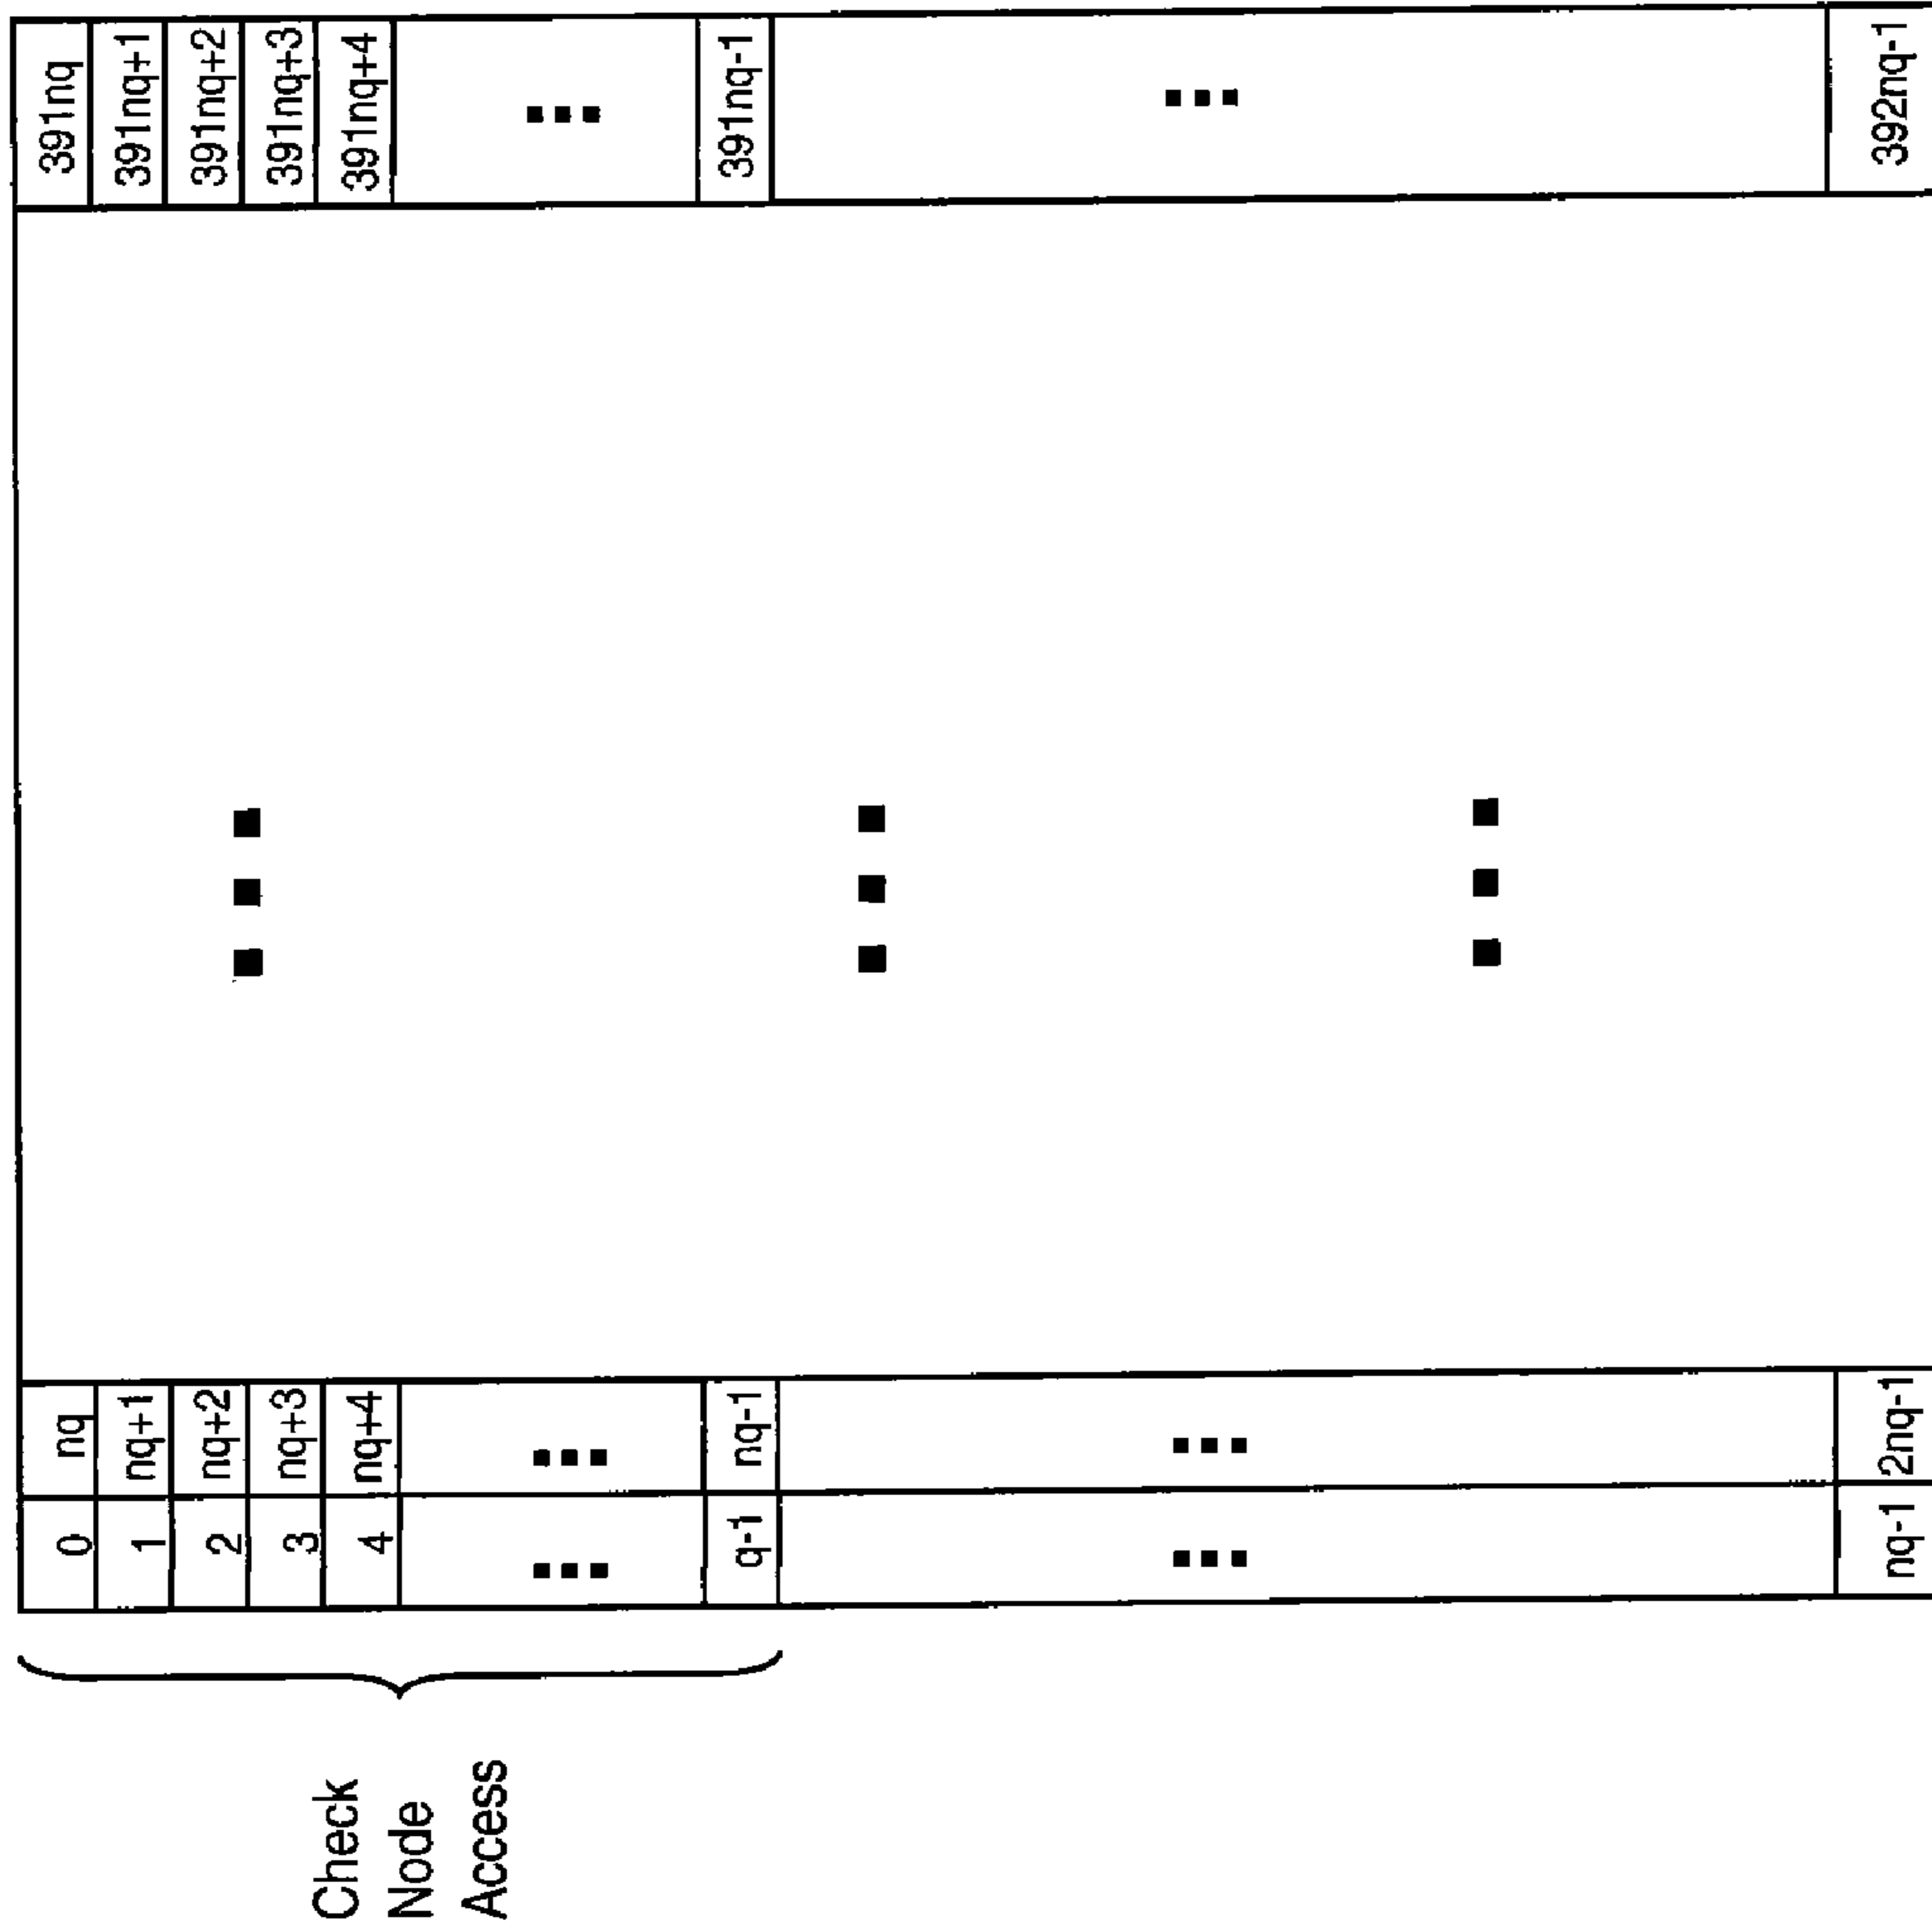 Check
Node
Access
0 nq 391nq
1 nq+1 391nq+1
2 nq+2 391nq+2
3 nq+3 391nq+3
4 nq+4 391nq+4
q-1 nq-1 391nq-1
nq-1 2nq-1 392nq-1